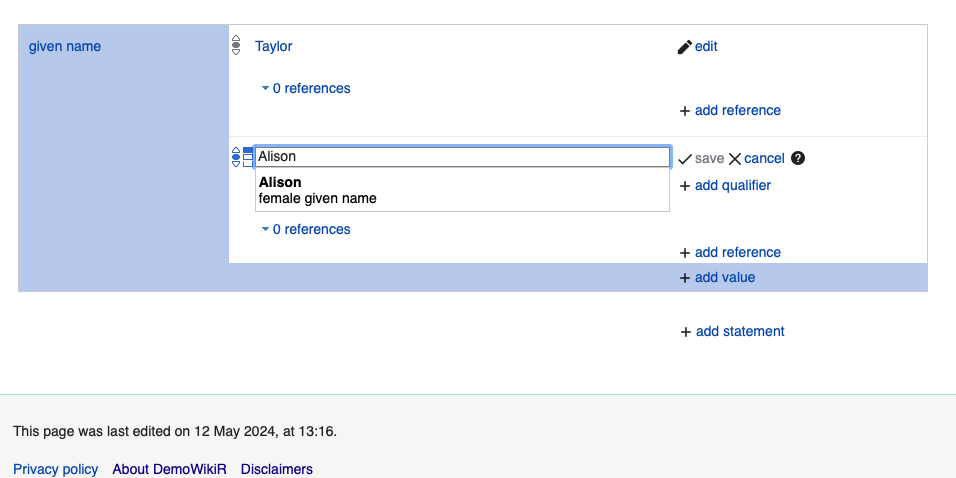 given name
Taylor
edit
0 references
+ add reference
Alison
save cancel ?
Alison
female given name
+ add qualifier
0 references
+ add reference
+ add value
+ add statement
This page was last edited on 12 May 2024, at 13:16.
Privacy policy About DemoWikiR Disclaimers